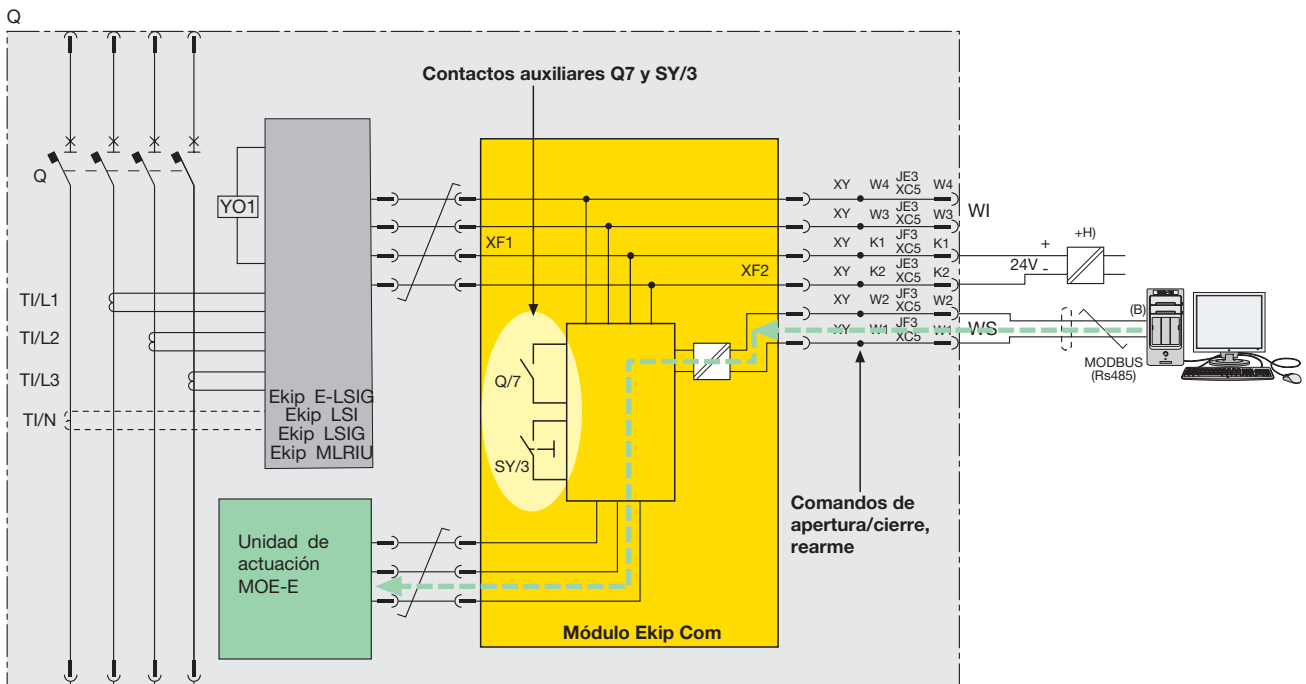 Q
Contactos auxiliares Q7 y SY/3
Q
YO1
XF1
XF2
XY W4 JE3 XC5 W4
XY W3 JE3 XC5 W3
WI
XY K1 JF3 XC5 K1
XY K2 JE3 XC5 K2
XY W2 JF3 XC5 W2
XY W1 JF3 XC5 W1
WS
+H)
+
24V -
(B)
MODBUS
(Rs485)
TI/L1
TI/L2
TI/L3
TI/N
Ekip E-LSIG
Ekip LSI
Ekip LSIG
Ekip MLRIU
Q/7
SY/3
Comandos de
apertura/cierre,
rearme
Unidad de
actuación
MOE-E
Módulo Ekip Com